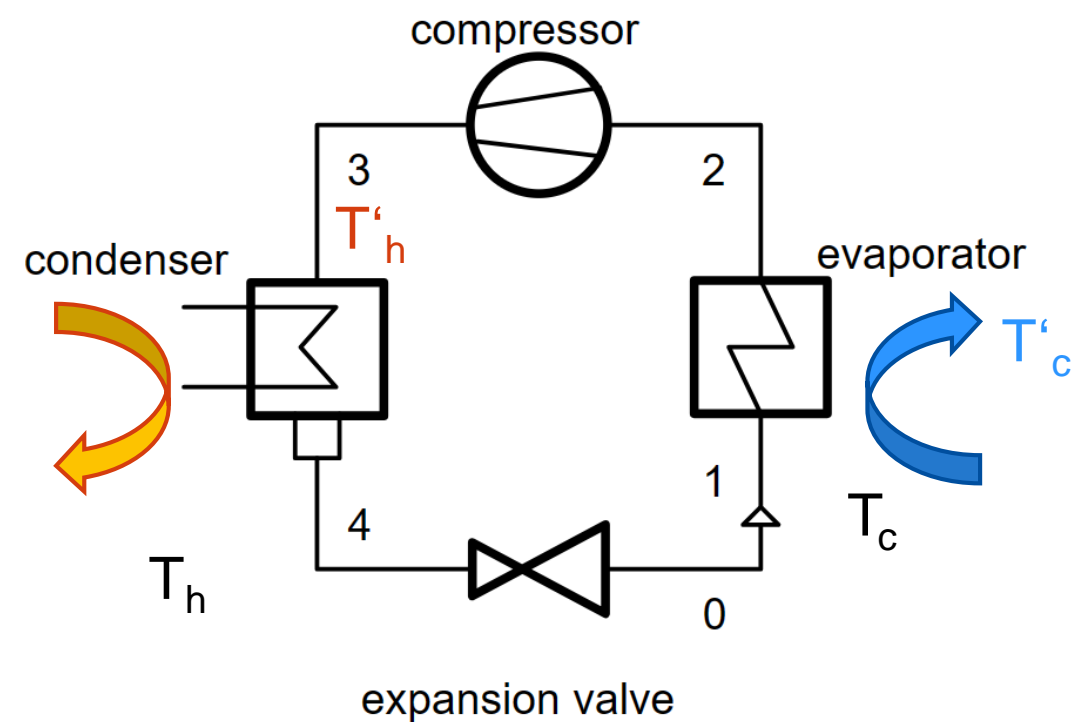 compressor
3
2
T‘h
condenser
evaporator
T‘c
1
Tc
4
Th
0
expansion valve